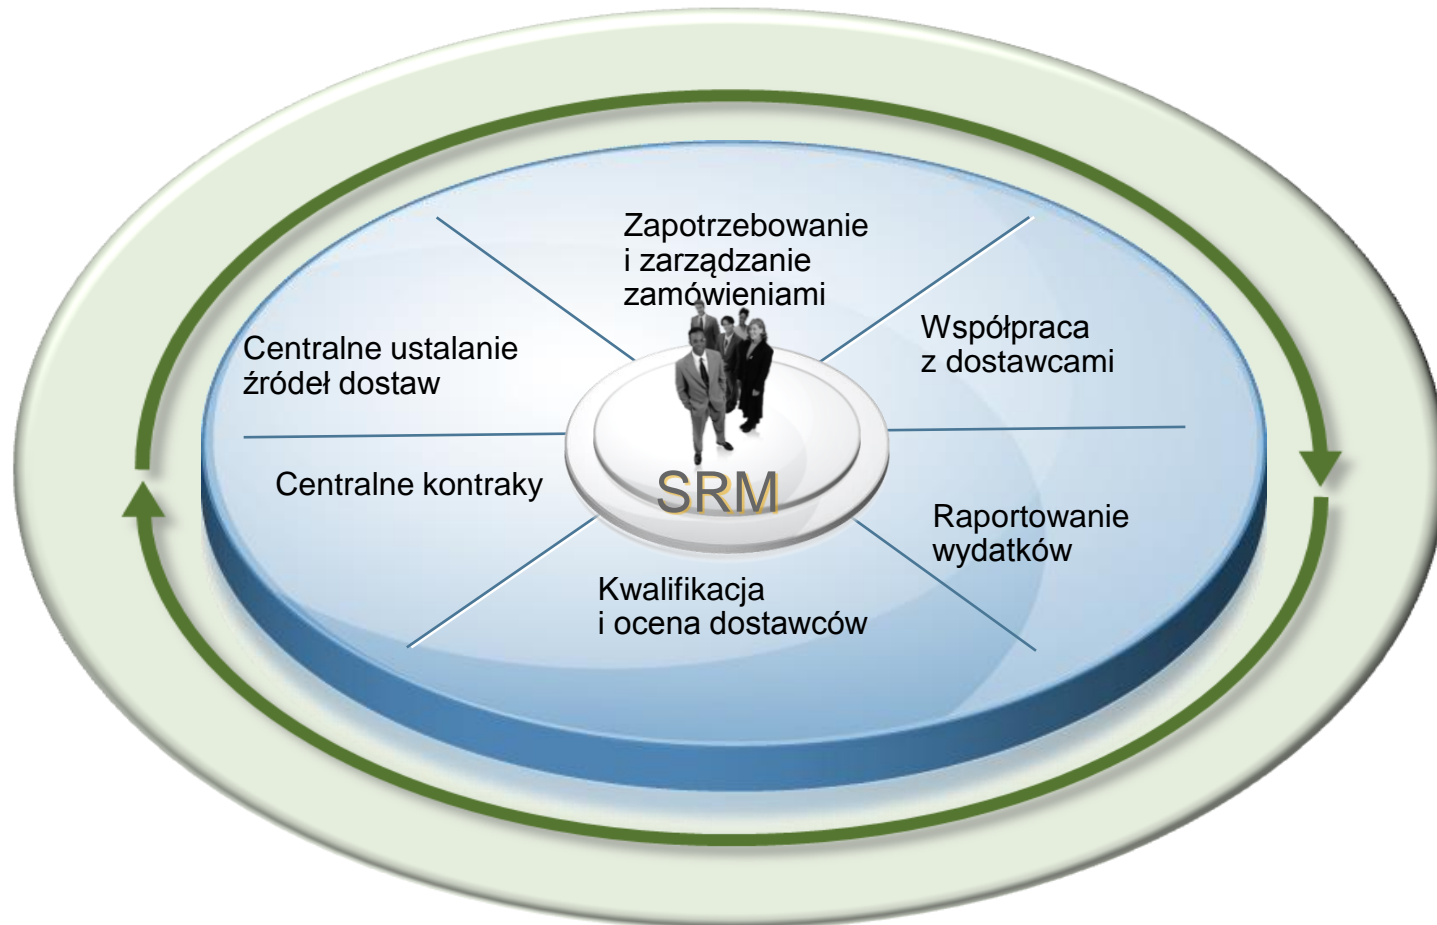 Zapotrzebowanie
i zarządzanie
zamówieniami
Współpraca
z dostawcami
Centralne ustalanie
źródeł dostaw
Centralne kontraky
SRM
Raportowanie
wydatków
Kwalifikacja
i ocena dostawców